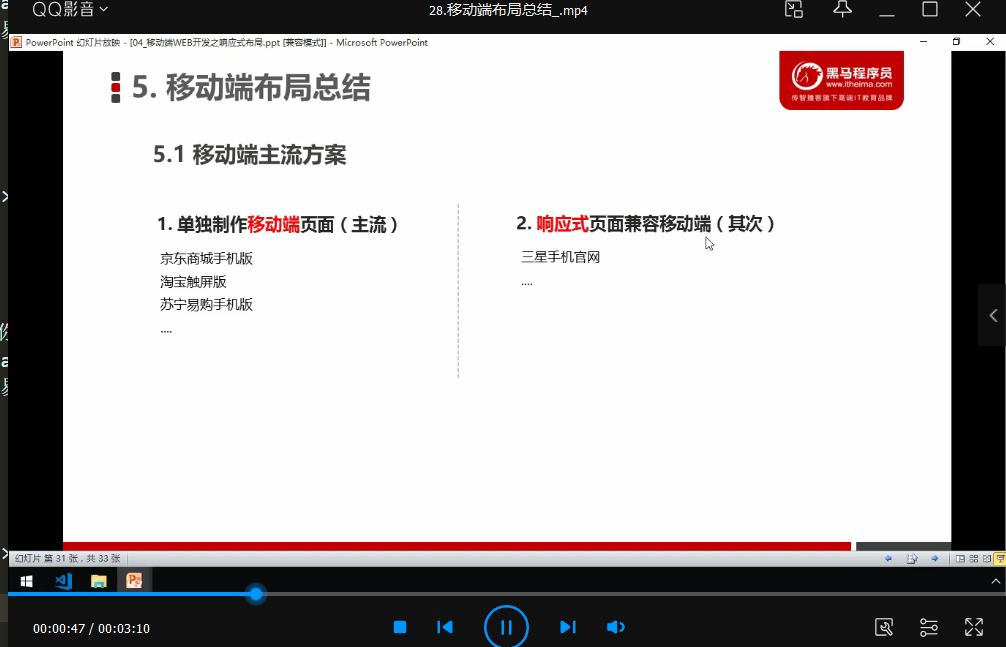 QQ影音
28.移动端布局总结_.mp4
PowerPoint 幻灯片放映 - [04_移动端WEB开发之响应式布局.ppt [兼容模式]] - Microsoft PowerPoint
5. 移动端布局总结
黑马程序员
www.itheima.com
传智播客旗下高端IT教育品牌
5.1 移动端主流方案
1. 单独制作移动端页面（主流）
京东商城手机版
淘宝触屏版
苏宁易购手机版
....
2. 响应式页面兼容移动端（其次）
三星手机官网
....
幻灯片 第 31 张，共 33 张
00:00:47 / 00:03:10